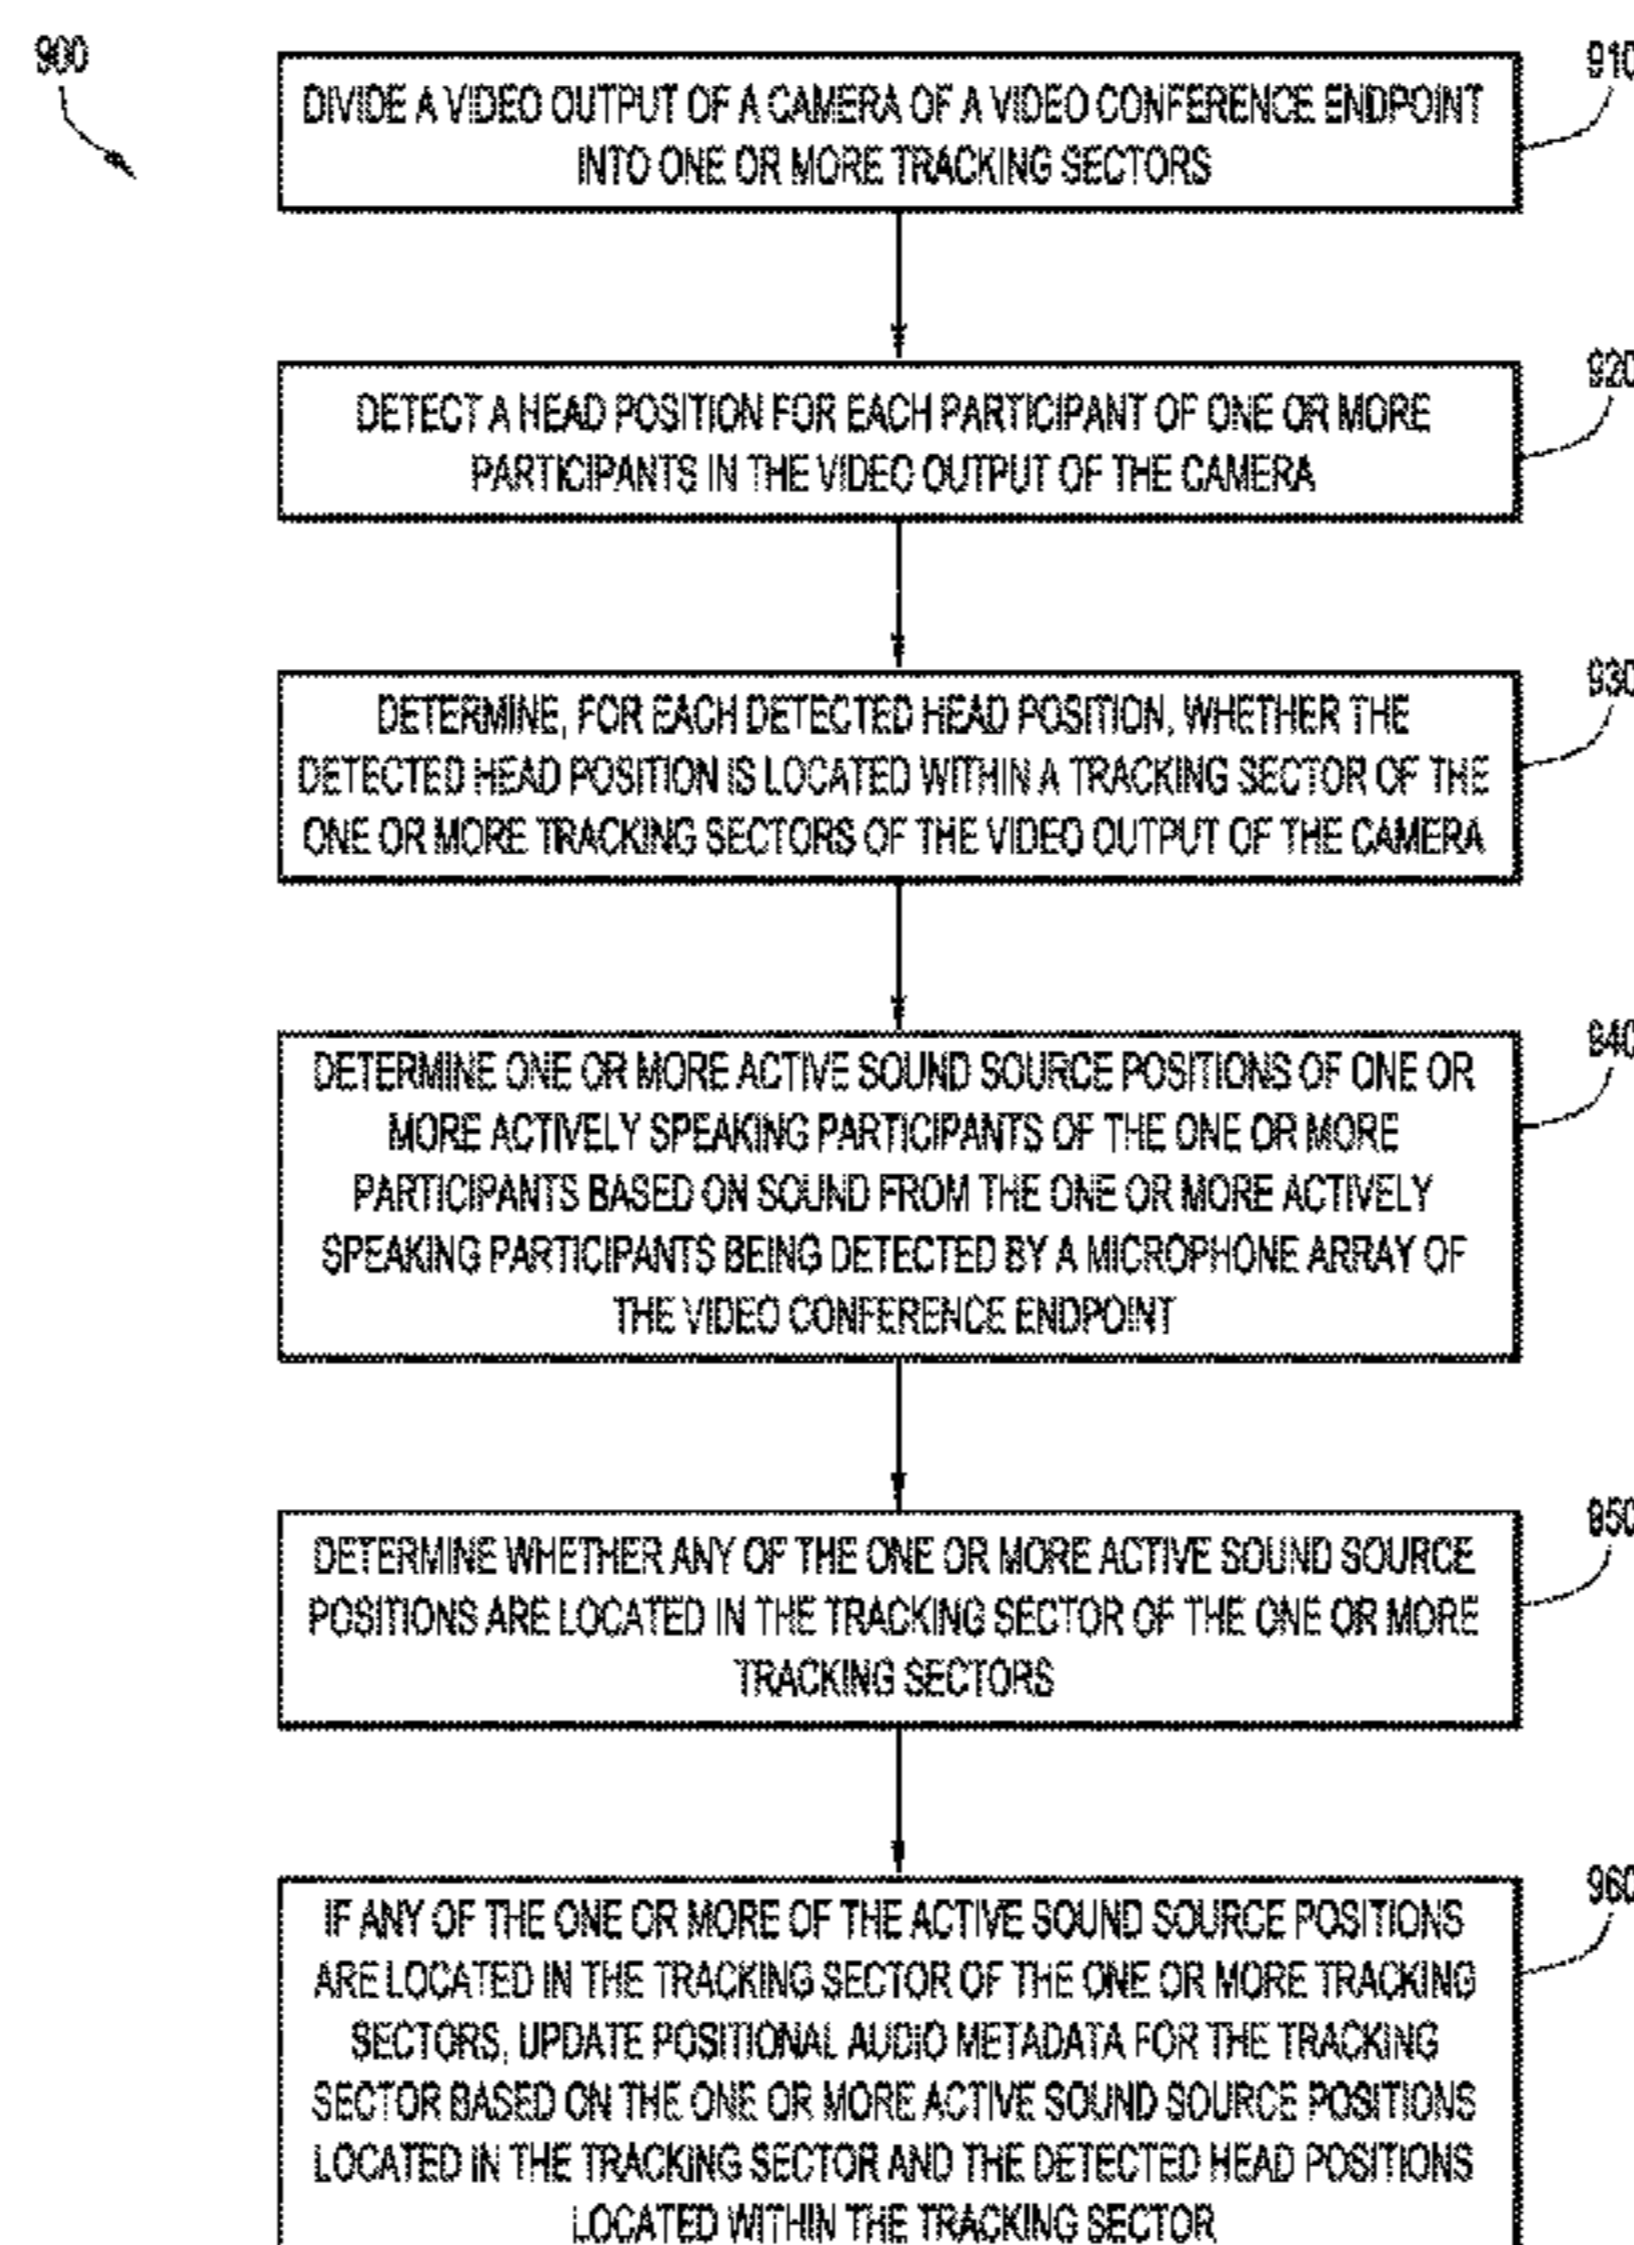 900
910
DIVIDE A VIDEO OUTPUT OF A CAMERA OF A VIDEO CONFERENCE ENDPOINT
INTO ONE OR MORE TRACKING SECTORS
920
DETECT A HEAD POSITION FOR EACH PARTICIPANT OF ONE OR MORE
PARTICIPANTS IN THE VIDEO OUTPUT OF THE CAMERA
930
DETERMINE, FOR EACH DETECTED HEAD POSITION, WHETHER THE
DETECTED HEAD POSITION IS LOCATED WITHIN A TRACKING SECTOR OF THE
ONE OR MORE TRACKING SECTORS OF THE VIDEO OUTPUT OF THE CAMERA
940
DETERMINE ONE OR MORE ACTIVE SOUND SOURCE POSITIONS OF ONE OR
MORE ACTIVELY SPEAKING PARTICIPANTS OF THE ONE OR MORE
PARTICIPANTS BASED ON SOUND FROM THE ONE OR MORE ACTIVELY
SPEAKING PARTICIPANTS BEING DETECTED BY A MICROPHONE ARRAY OF
THE VIDEO CONFERENCE ENDPOINT
950
DETERMINE WHETHER ANY OF THE ONE OR MORE ACTIVE SOUND SOURCE
POSITIONS ARE LOCATED IN THE TRACKING SECTOR OF THE ONE OR MORE
TRACKING SECTORS
960
IF ANY OF THE ONE OR MORE OF THE ACTIVE SOUND SOURCE POSITIONS
ARE LOCATED IN THE TRACKING SECTOR OF THE ONE OR MORE TRACKING
SECTORS, UPDATE POSITIONAL AUDIO METADATA FOR THE TRACKING
SECTOR BASED ON THE ONE OR MORE ACTIVE SOUND SOURCE POSITIONS
LOCATED IN THE TRACKING SECTOR AND THE DETECTED HEAD POSITIONS
LOCATED WITHIN THE TRACKING SECTOR